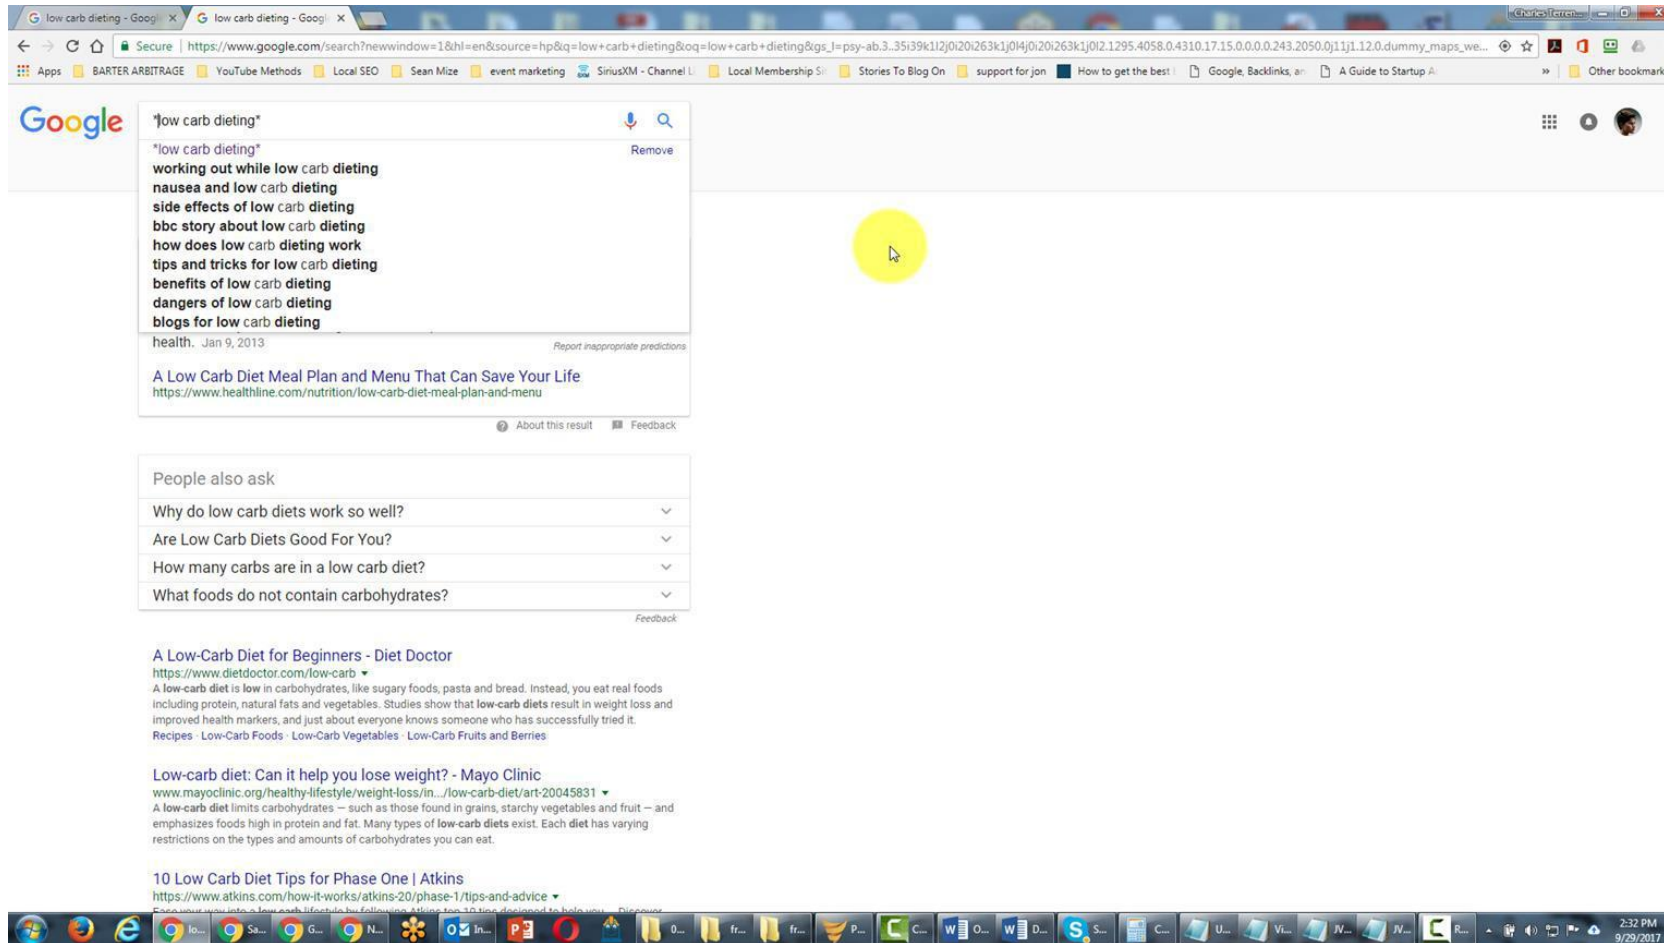 low carb dieting - Googl
low carb dieting - Googl
Secure
https://www.google.com/search?newwindow=1&hl=en&source=hp&q=low+carb+dieting&oq=low+carb+dieting&gs_l=psy-ab.3..35i39k1l2j0i20i263k1j0l4j0i20i263k1j0l2.1295.4058.0.4310.17.15.0.0.0.0.243.2050.0j11j1.12.0.dummy_maps_we...
Apps BARTER ARBITRAGE YouTube Methods Local SEO Sean Mize event marketing SiriusXM - Channel Li Local Membership Si Stories To Blog On support for jon How to get the best Google, Backlinks, an A Guide to Startup A » Other bookmark
Google
*low carb dieting*
*low carb dieting* Remove
working out while low carb dieting
nausea and low carb dieting
side effects of low carb dieting
bbc story about low carb dieting
how does low carb dieting work
tips and tricks for low carb dieting
benefits of low carb dieting
dangers of low carb dieting
blogs for low carb dieting
health. Jan 9, 2013
Report inappropriate predictions
A Low Carb Diet Meal Plan and Menu That Can Save Your Life
https://www.healthline.com/nutrition/low-carb-diet-meal-plan-and-menu
About this result Feedback
People also ask
Why do low carb diets work so well?
Are Low Carb Diets Good For You?
How many carbs are in a low carb diet?
What foods do not contain carbohydrates?
Feedback
A Low-Carb Diet for Beginners - Diet Doctor
https://www.dietdoctor.com/low-carb
A low-carb diet is low in carbohydrates, like sugary foods, pasta and bread. Instead, you eat real foods
including protein, natural fats and vegetables. Studies show that low-carb diets result in weight loss and
improved health markers, and just about everyone knows someone who has successfully tried it.
Recipes · Low-Carb Foods · Low-Carb Vegetables · Low-Carb Fruits and Berries
Low-carb diet: Can it help you lose weight? - Mayo Clinic
www.mayoclinic.org/healthy-lifestyle/weight-loss/in.../low-carb-diet/art-20045831
A low-carb diet limits carbohydrates — such as those found in grains, starchy vegetables and fruit — and
emphasizes foods high in protein and fat. Many types of low-carb diets exist. Each diet has varying
restrictions on the types and amounts of carbohydrates you can eat.
10 Low Carb Diet Tips for Phase One | Atkins
https://www.atkins.com/how-it-works/atkins-20/phase-1/tips-and-advice
lo... Sa... G... N... In... 0... fr... fr... P... C... O... D... S... C... U... Vi... JV... JV... R...
2:32 PM
9/29/2017